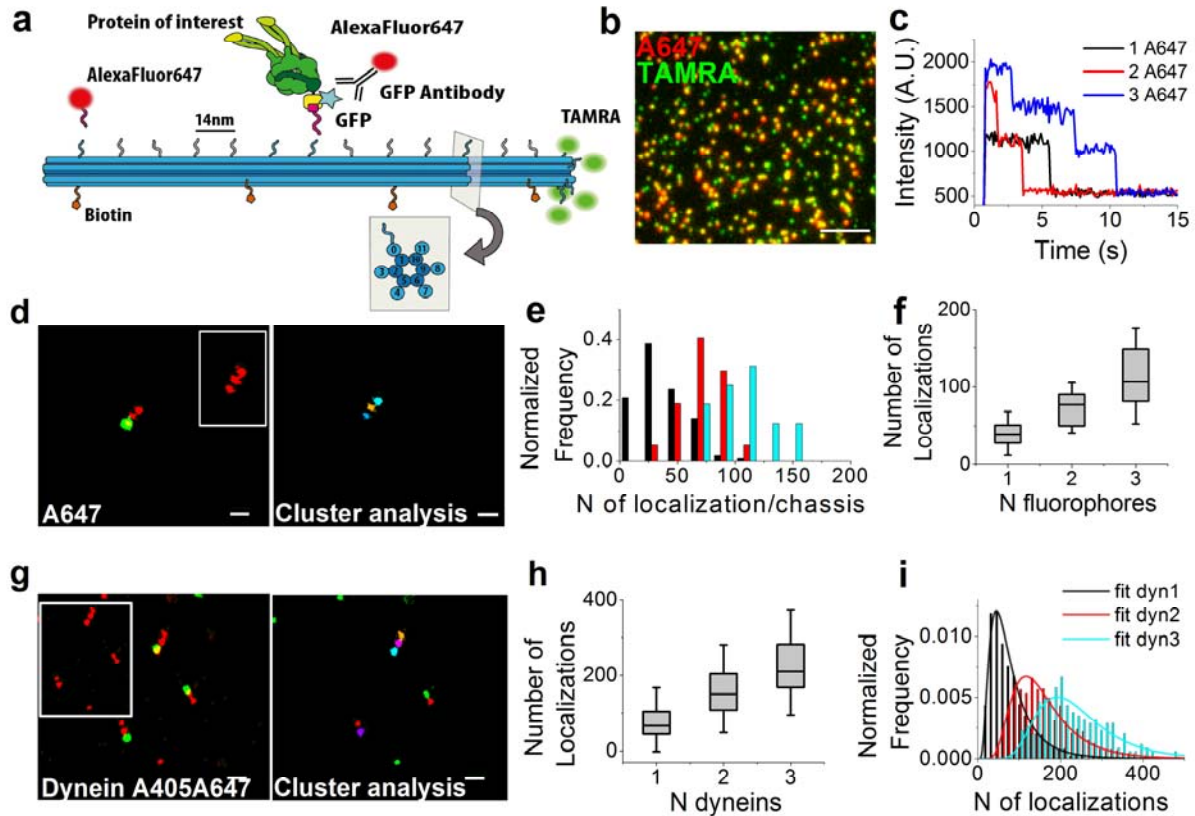 a
Protein of interest
AlexaFluor647
AlexaFluor647
GFP Antibody
GFP
14nm
TAMRA
Biotin
0
11
1
10
3
2
9
8
5
6
4
7
b
A647
TAMRA
c
Intensity (A.U.)
2000
1500
1000
500
1 A647
2 A647
3 A647
0 5 10 15
Time (s)
d
A647
Cluster analysis
e
Normalized
Frequency
0.4
0.2
0.0
0 50 100 150 200
N of localization/chassis
f
Number of
Localizations
200
100
0
1 2 3
N fluorophores
g
Dynein A405A647
Cluster analysis
h
Number of
Localizations
400
200
0
1 2 3
N dyneins
i
Normalized
Frequency
0.010
0.005
0.000
fit dyn1
fit dyn2
fit dyn3
0 200 400
N of localizations